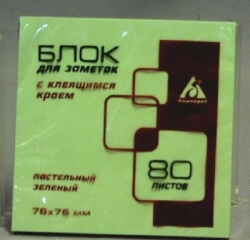 БЛОК
ДЛЯ ЗАМЕТОК
С КЛЕЯЩИМСЯ
КРАЕМ
80
ЛИСТОВ
ПАСТЕЛЬНЫЙ
ЗЕЛЕНЫЙ
76х76 ММ